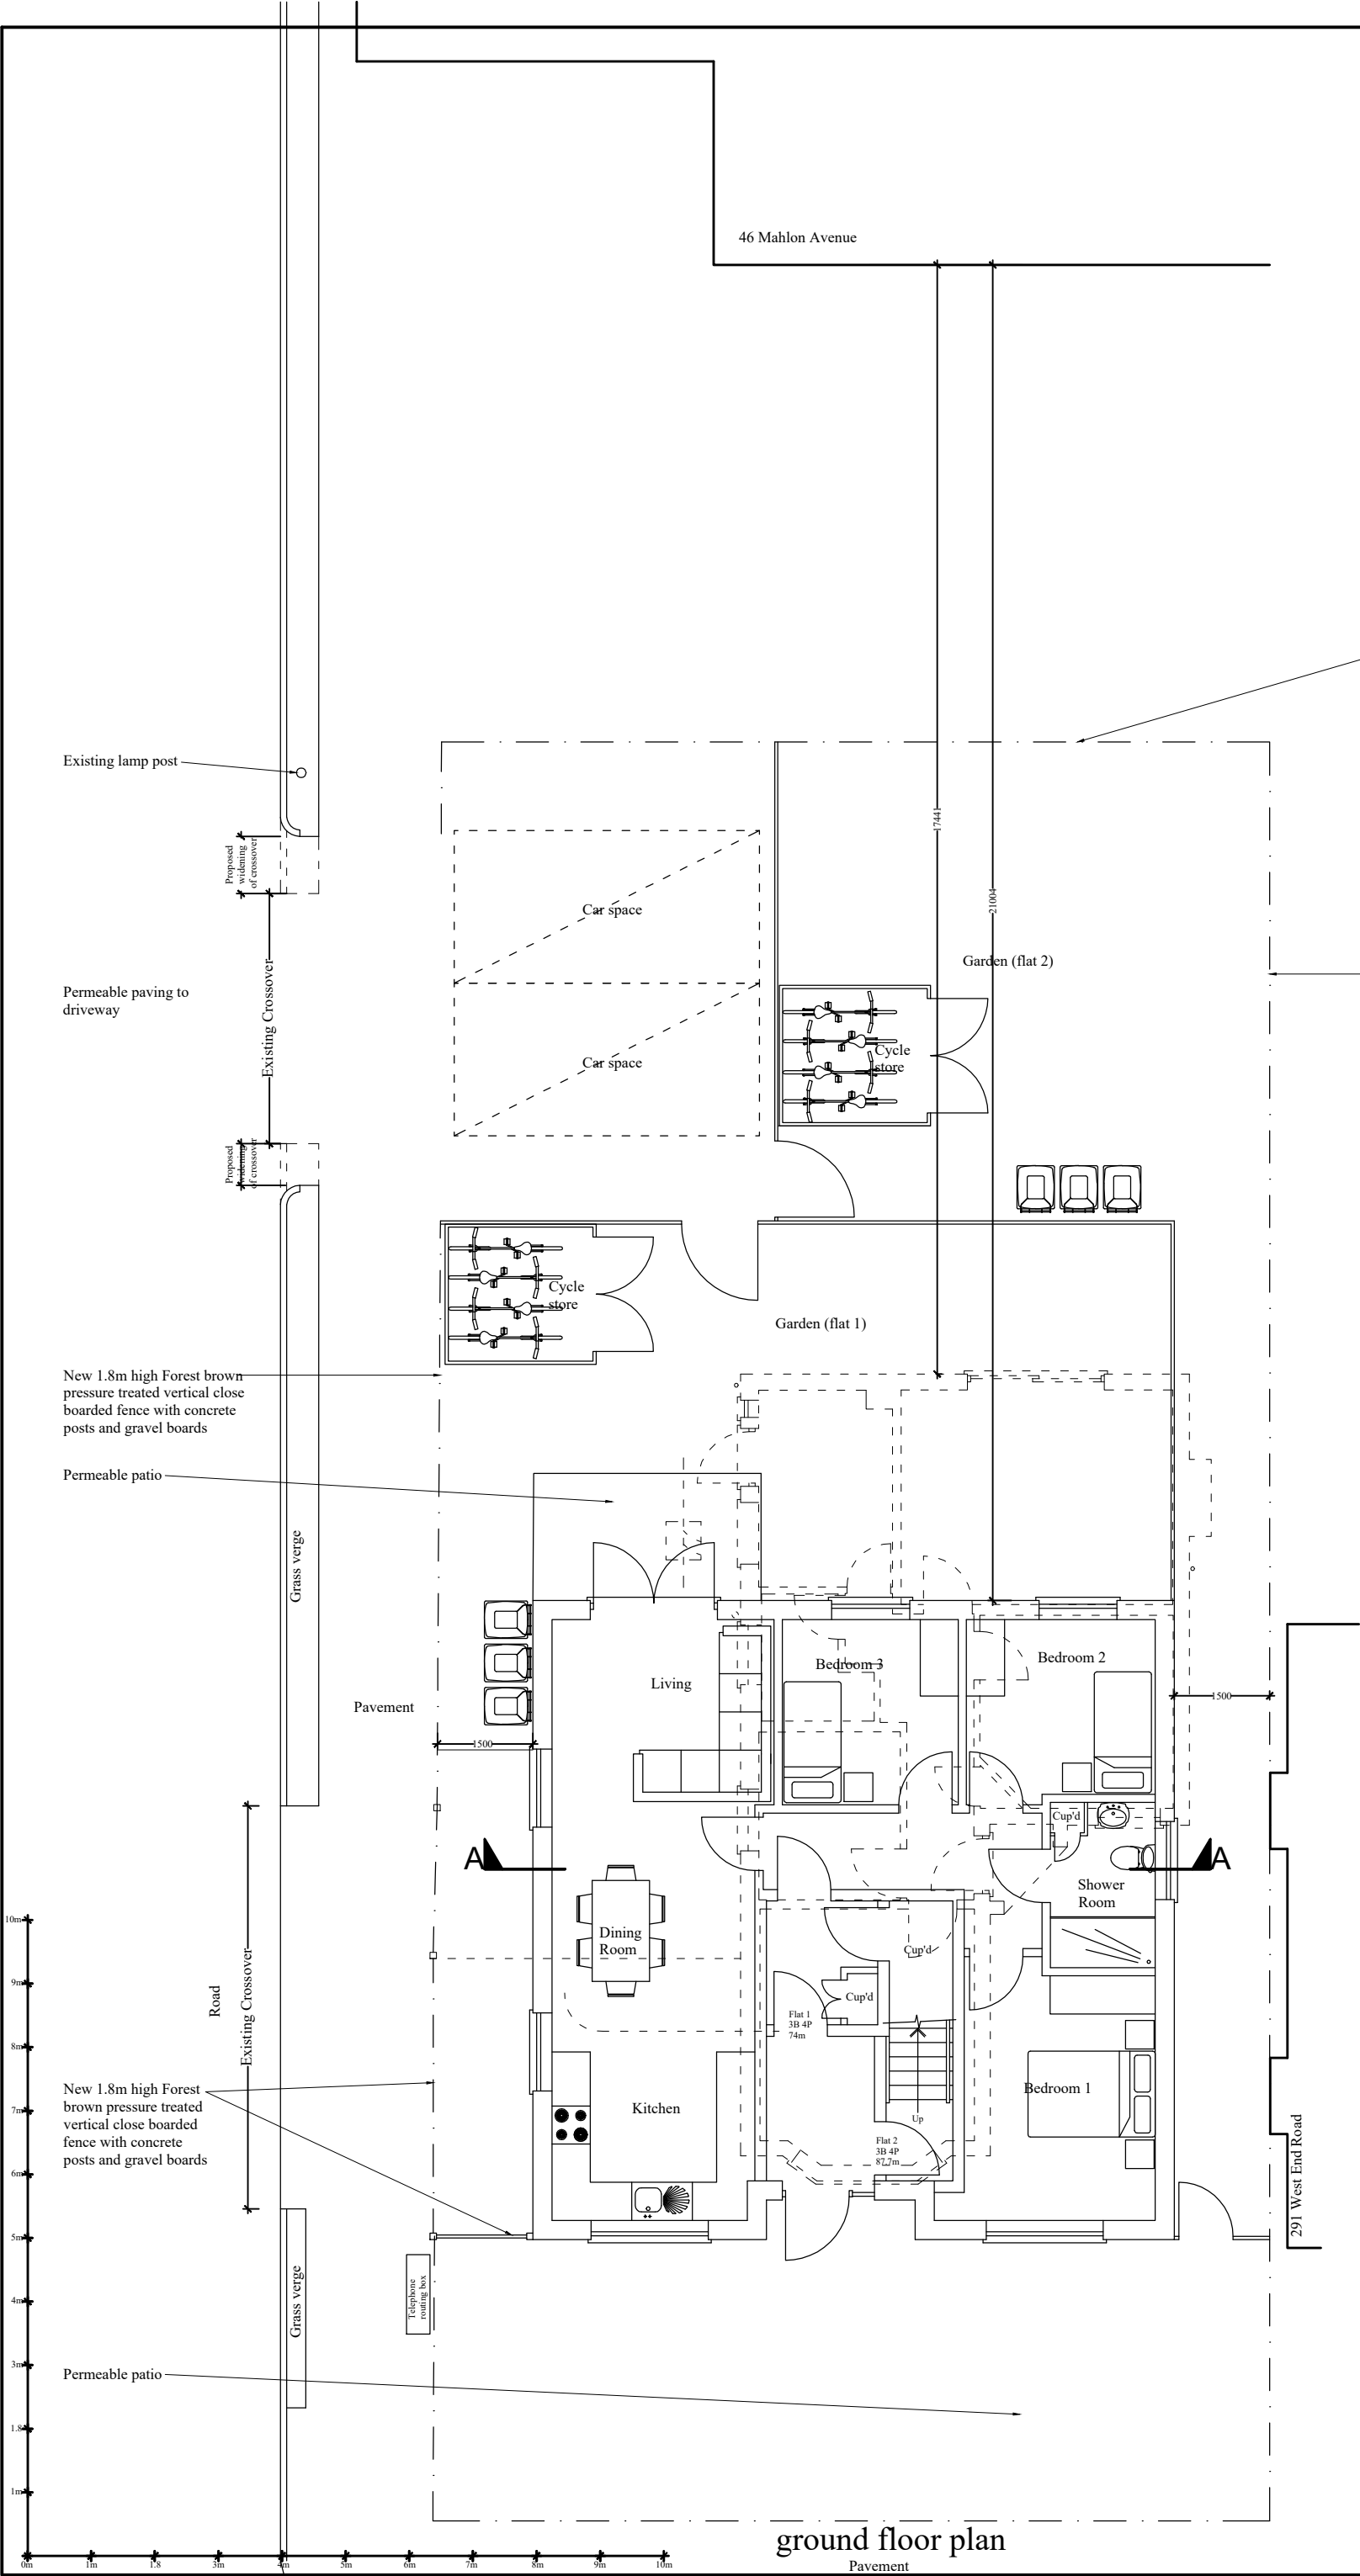 46 Mahlon Avenue
Existing lamp post
Proposed
widening
of crossover
17441
Car space
21004
Garden (flat 2)
Permeable paving to
driveway
Existing Crossover
Car space
Cycle
store
Proposed
widening
of crossover
Cycle
store
Garden (flat 1)
New 1.8m high Forest brown
pressure treated vertical close
boarded fence with concrete
posts and gravel boards
Permeable patio
Grass verge
Living
Bedroom 3
Bedroom 2
Pavement
1500
1500
Cup'd
A
A
Shower
Room
Dining
Room
Cup'd
Cup'd
Road
Existing Crossover
Flat 1
3B 4P
74m
New 1.8m high Forest
brown pressure treated
vertical close boarded
fence with concrete
posts and gravel boards
Kitchen
Bedroom 1
Up
Flat 2
3B 4P
87.7m
291 West End Road
Telephone
routing box
Grass verge
Permeable patio
10m
9m
8m
7m
6m
5m
4m
3m
1.8
1m
ground floor plan
Pavement
0m
1m
1.8
3m
4m
5m
6m
7m
8m
9m
10m